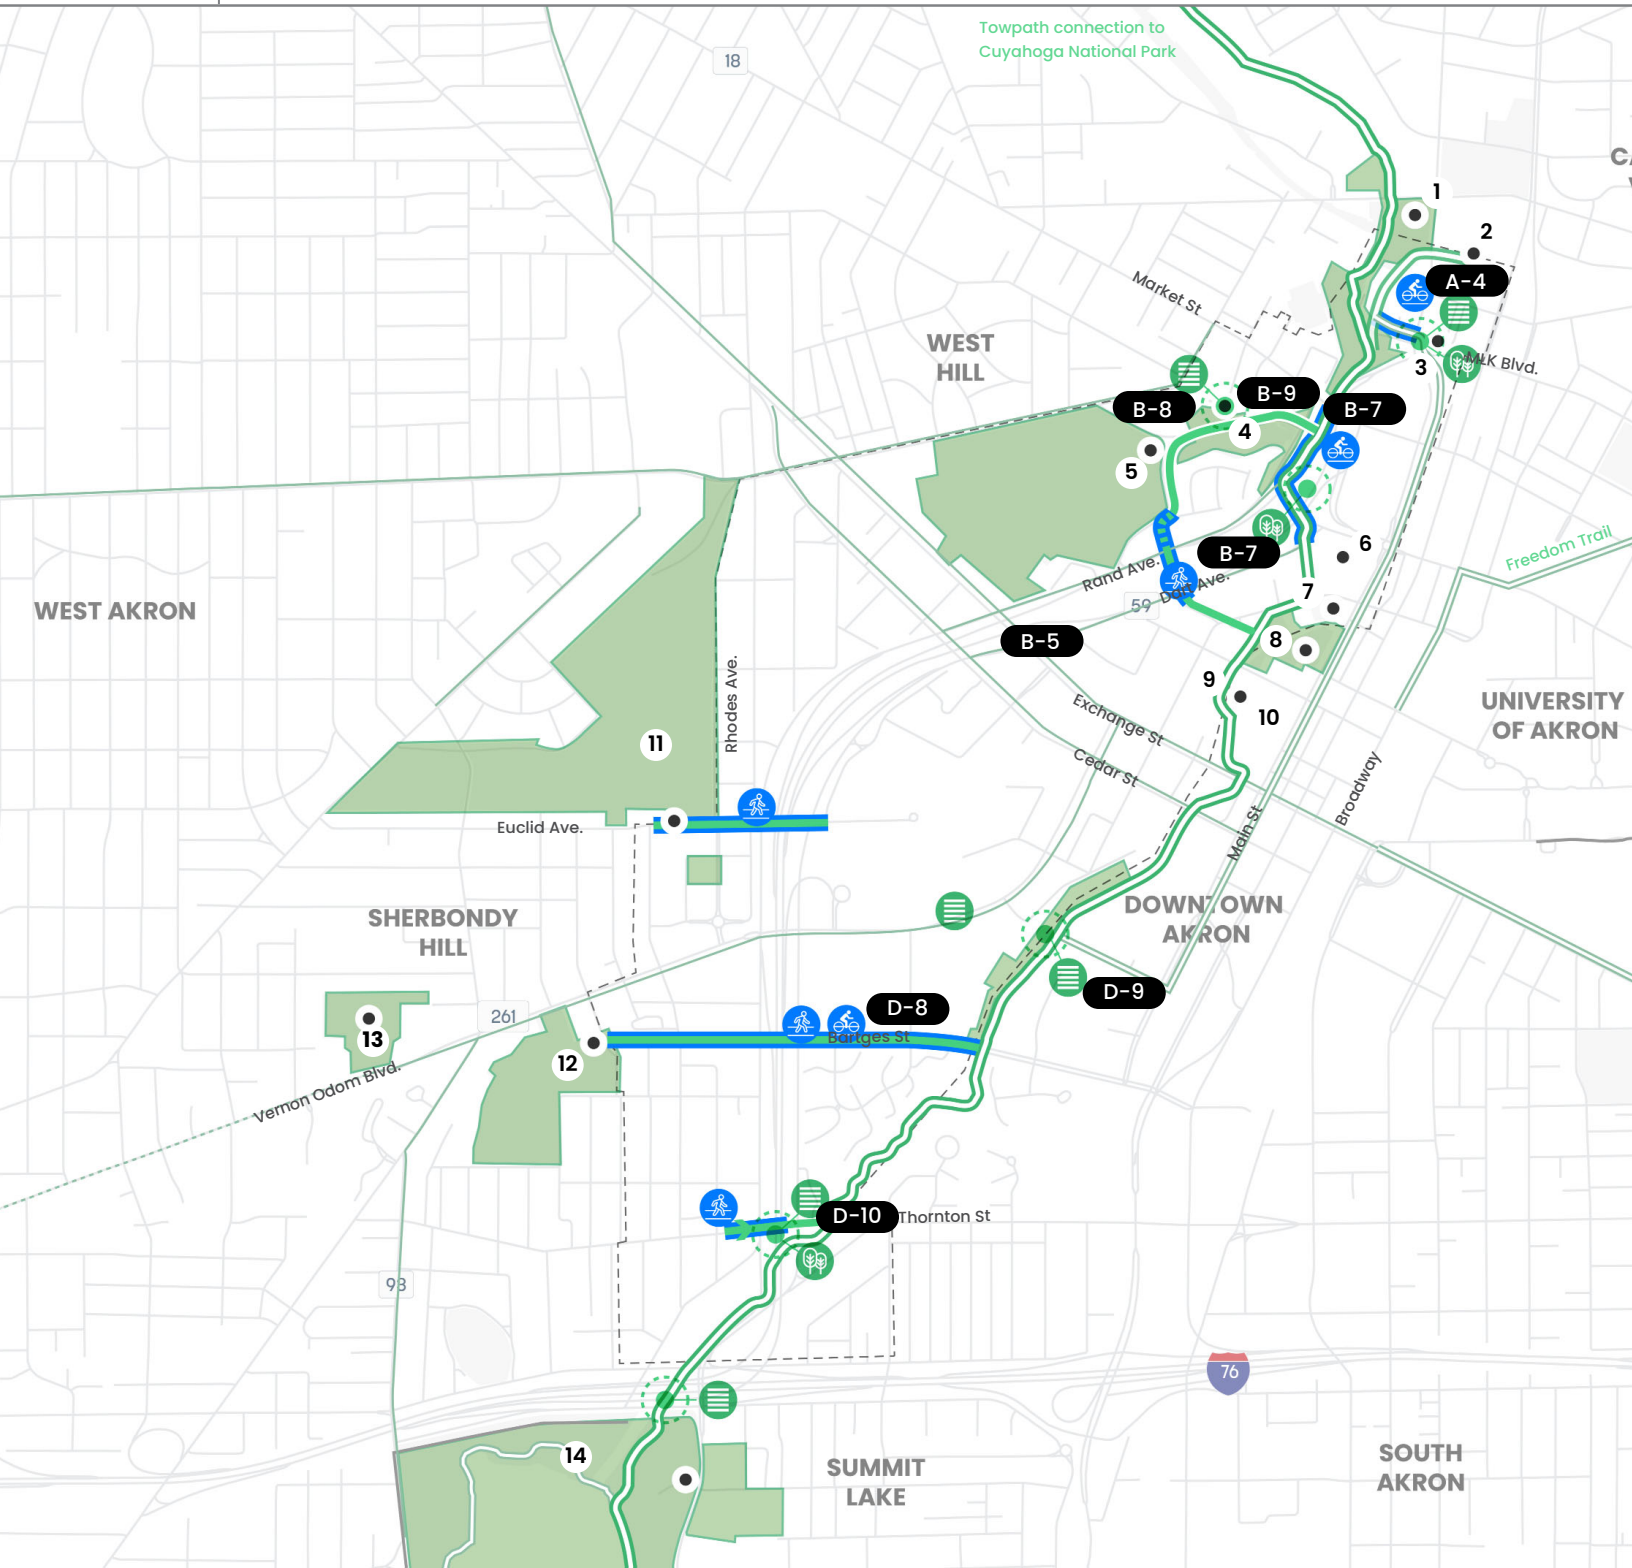 Towpath connection to
Cuyahoga National Park
18
1
2
A-4
Market St
WEST
HILL
3
MLK Blvd.
B-9
B-8
B-7
4
5
6
Freedom Trail
B-7
Rand Ave.
Dart Ave.
59
7
WEST AKRON
B-5
8
9
10
UNIVERSITY
OF AKRON
Rhodes Ave.
11
Exchange St
Cedar St
Broadway
Main St
Euclid Ave.
SHERBONDY
HILL
DOWNTOWN
AKRON
D-9
D-8
261
Bartges St
13
12
Vernon Odom Blvd.
D-10
Thornton St
93
76
14
SUMMIT
LAKE
SOUTH
AKRON